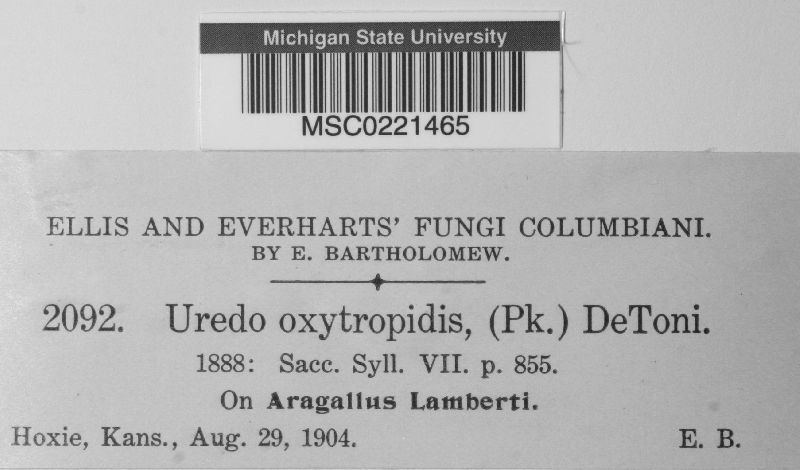 Michigan State University
MSC0221465
ELLIS AND EVERHARTS' FUNGI COLUMBIANI.
BY E. BARTHOLOMEW.
2092. Uredo oxytropidis, (Pk.) DeToni.
1888: Sacc. Syll. VII. p. 855.
On Aragallus Lamberti.
Hoxie, Kans., Aug. 29, 1904. E. B.